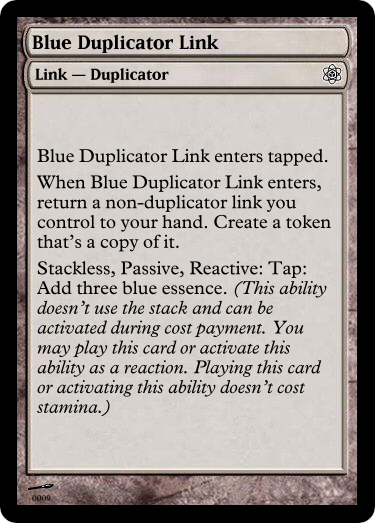 Blue Duplicator Link
Link — Duplicator
Blue Duplicator Link enters tapped.
When Blue Duplicator Link enters,
return a non-duplicator link you
control to your hand. Create a token
that's a copy of it.
Stackless, Passive, Reactive: Tap:
Add three blue essence. (This ability
doesn't use the stack and can be
activated during cost payment. You
may play this card or activate this
ability as a reaction. Playing this card
or activating this ability doesn't cost
stamina.)
0009